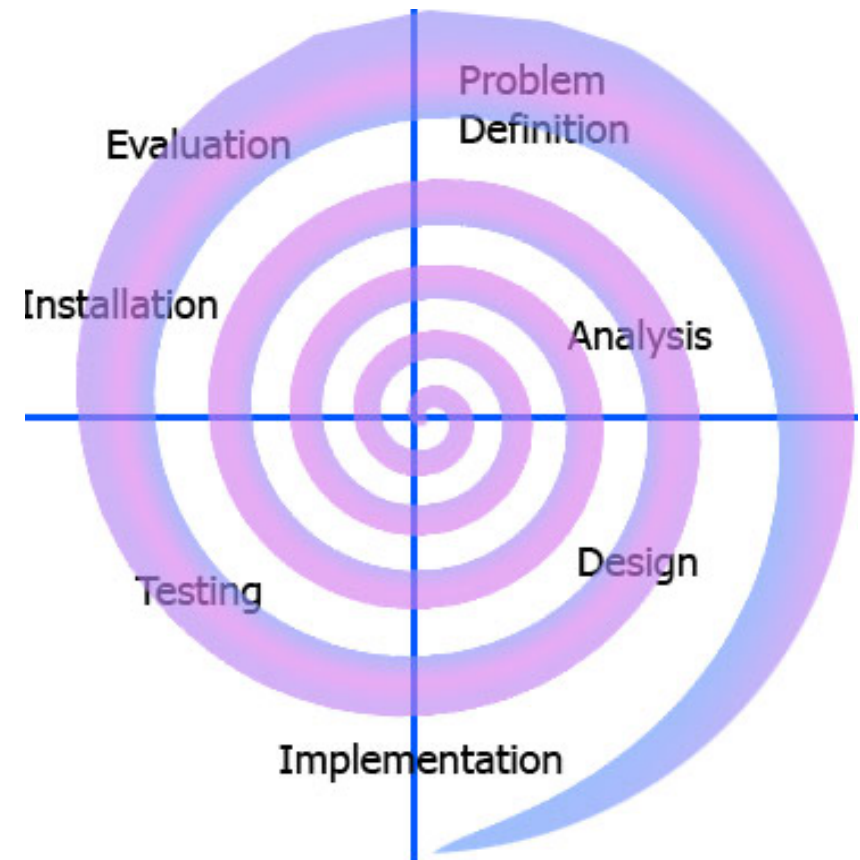 Problem
Definition
Evaluation
Installation
Analysis
Design
Testing
Implementation